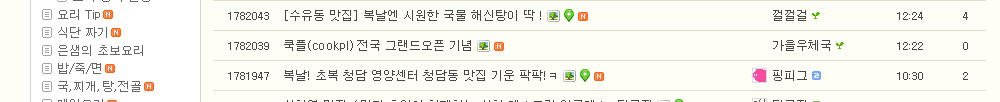 요리 Tip N
식단 짜기 N
은샘의 초보요리
밥/죽/면 N
국,찌개,탕,전골 N
1782043 [수유동 맛집] 복날엔 시원한 국물 해신탕이 딱 ! N 껄껄걸 12:24 4
1782039 쿡플(cookpl) 전국 그랜드오픈 기념 N 가을우체국 12:22 0
1781947 복날! 초복 청담 영양센터 청담동 맛집 기운 팍팍!ㅋ N 핑피그 10:30 2